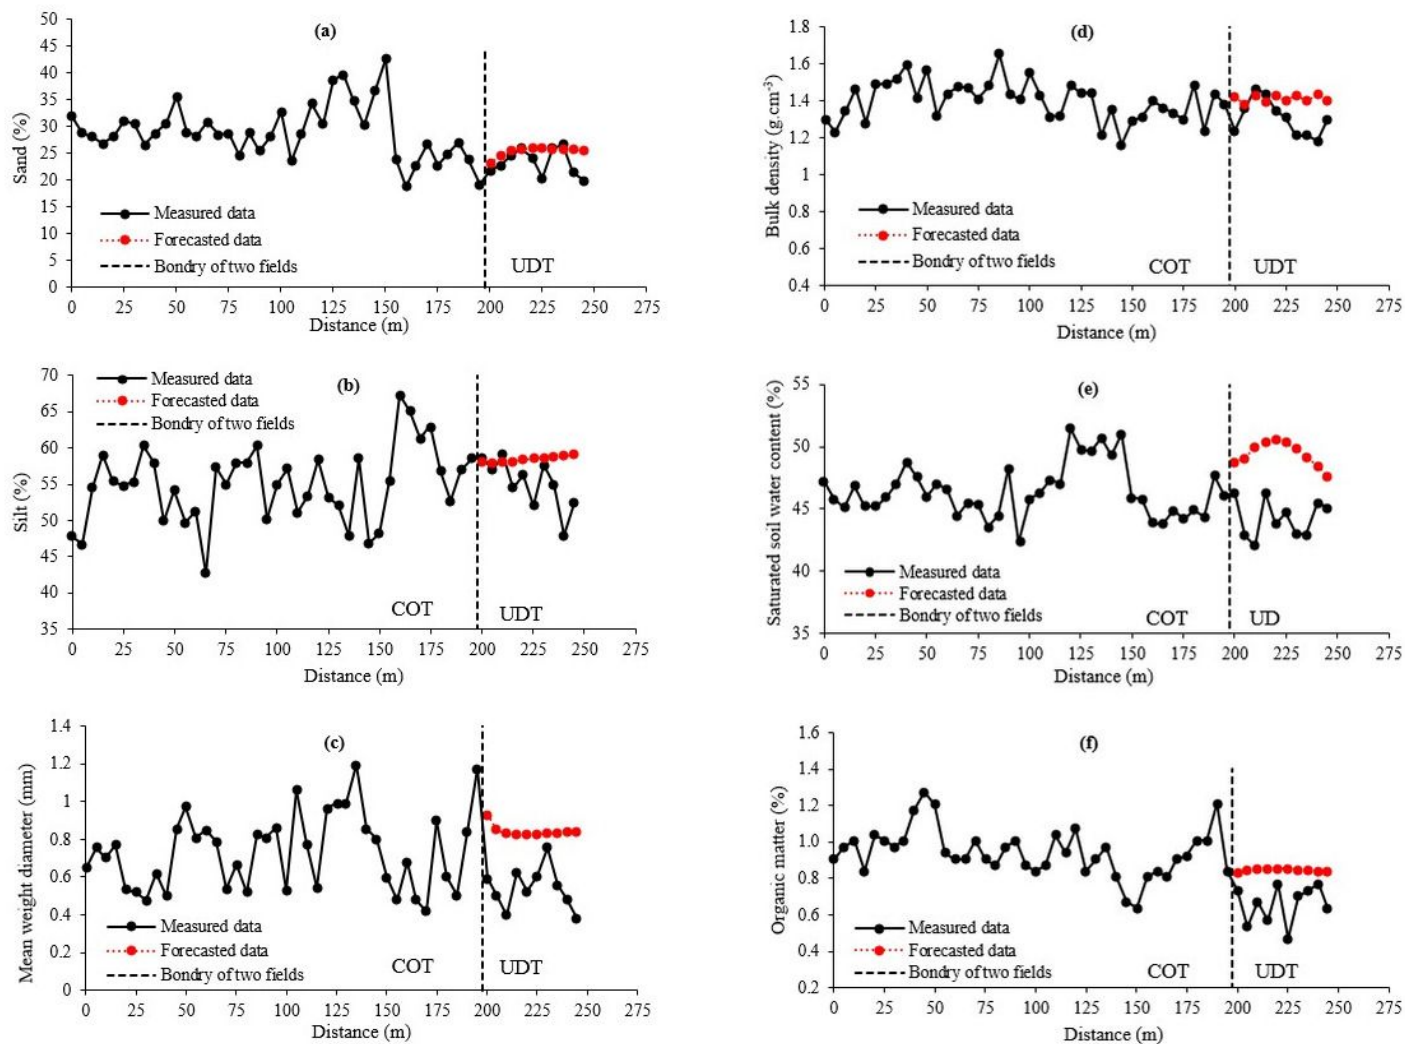 (a)
Sand (%)
50
45
40
35
30
25
20
15
10
5
0
Measured data
Forecasted data
Bondry of two fields
UDT
0 25 50 75 100 125 150 175 200 225 250 275
Distance (m)
(d)
Bulk density (g.cm-3)
1.8
1.6
1.4
1.2
1
1.8
0.6
0.4
Measured data
Forecasted data
Bondry of two fields
COT UDT
0 25 50 75 100 125 150 175 200 225 250 275
Distance (m)
(b)
Silt (%)
70
65
60
55
50
45
40
35
Measured data
Forecasted data
Bondry of two fields
COT UDT
0 25 50 75 100 125 150 175 200 225 250 275
Distance (m)
(e)
Saturated soil water content (%)
55
50
45
40
35
Measured data
Forecasted data
Bondry of two fields
COT UD
0 25 50 75 100 125 150 175 200 225 250 275
Distance (m)
(c)
Mean weight diameter (mm)
1.4
1.2
1
0.8
0.6
0.4
0.2
0
Measured data
Forecasted data
Bondry of two fields
COT UDT
0 25 50 75 100 125 150 175 200 225 250 275
Distance (m)
(f)
Organic matter (%)
1.6
1.4
1.2
1.0
0.8
0.6
0.4
0.2
Measured data
Forecasted data
Bondry of two fields
COT UDT
0 25 50 75 100 125 150 175 200 225 250 275
Distance (m)